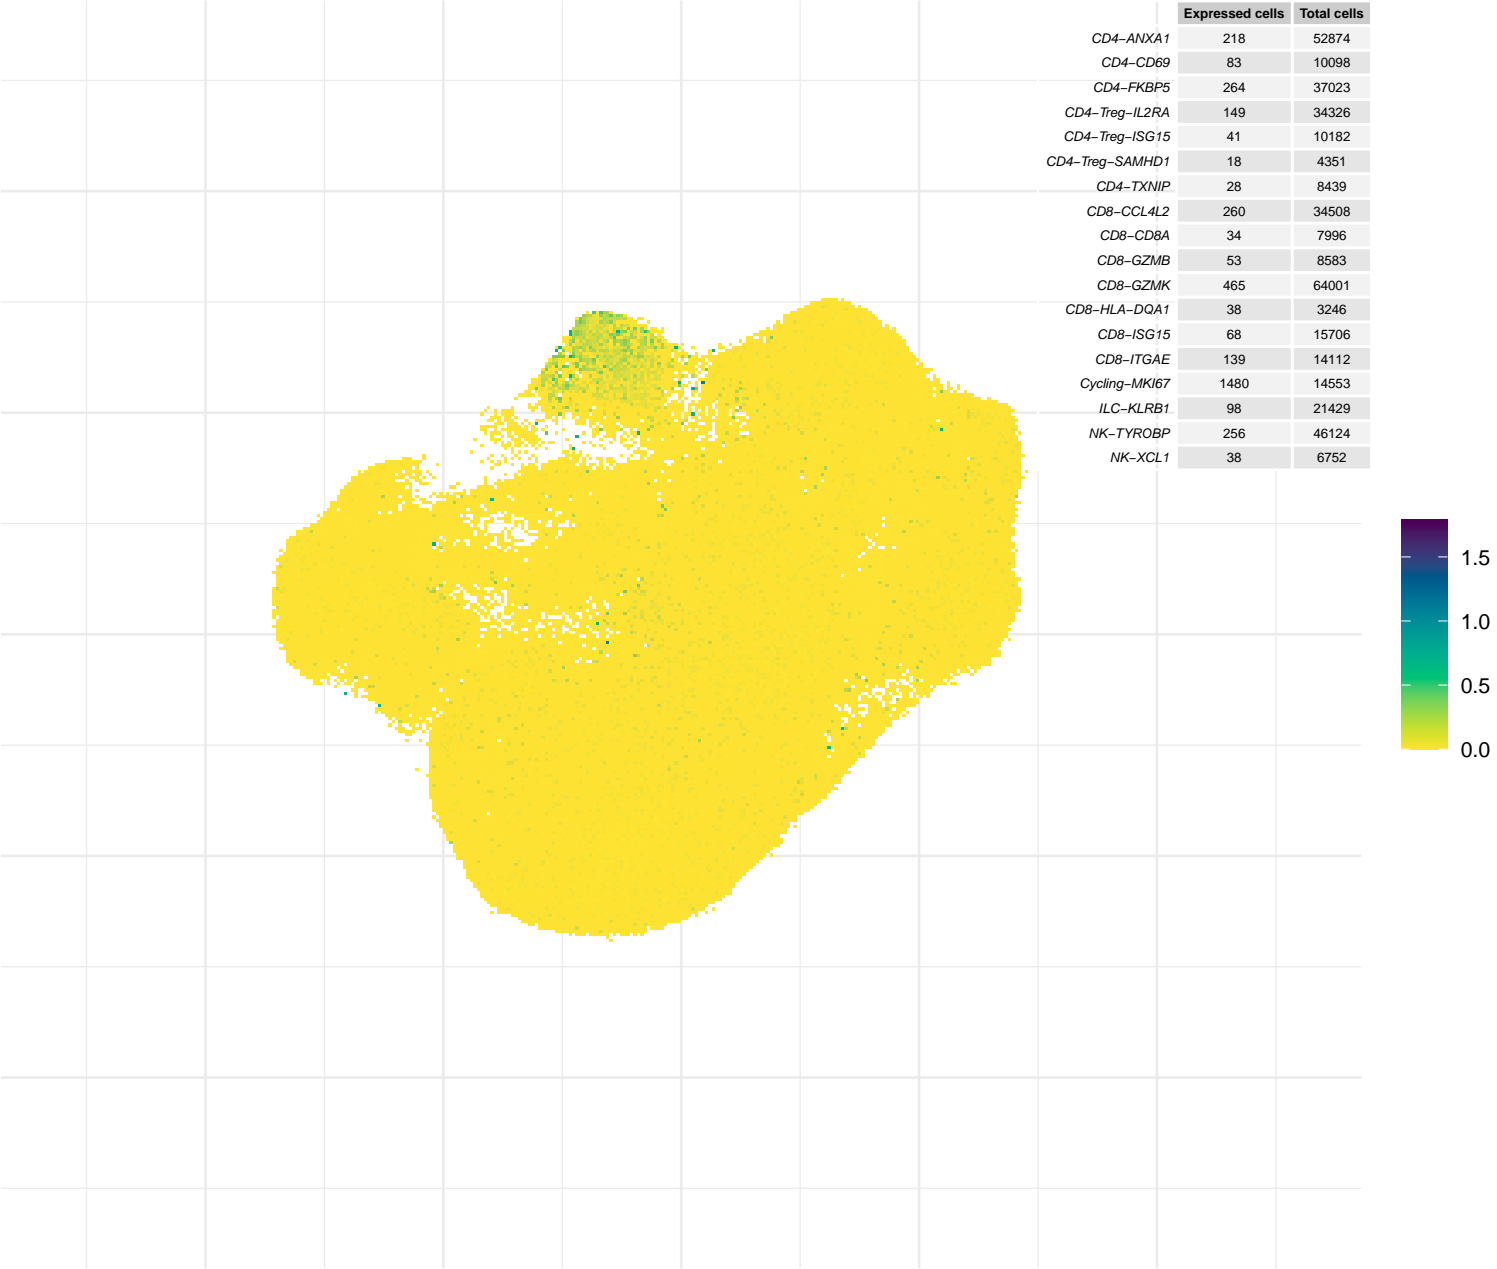 Expressed cells Total cells
CD4−ANXA1 218 52874
CD4−CD69 83 10098
CD4−FKBP5 264 37023
CD4−Treg−IL2RA 149 34326
CD4−Treg−ISG15 41 10182
CD4−Treg−SAMHD1 18 4351
CD4−TXNIP 28 8439
CD8−CCL4L2 260 34508
CD8−CD8A 34 7996
CD8−GZMB 53 8583
CD8−GZMK 465 64001
CD8−HLA−DQA1 38 3246
CD8−ISG15 68 15706
CD8−ITGAE 139 14112
Cycling−MKI67 1480 14553
ILC−KLRB1 98 21429
NK−TYROBP 256 46124
NK−XCL1 38 6752
1.5
1.0
0.5
0.0